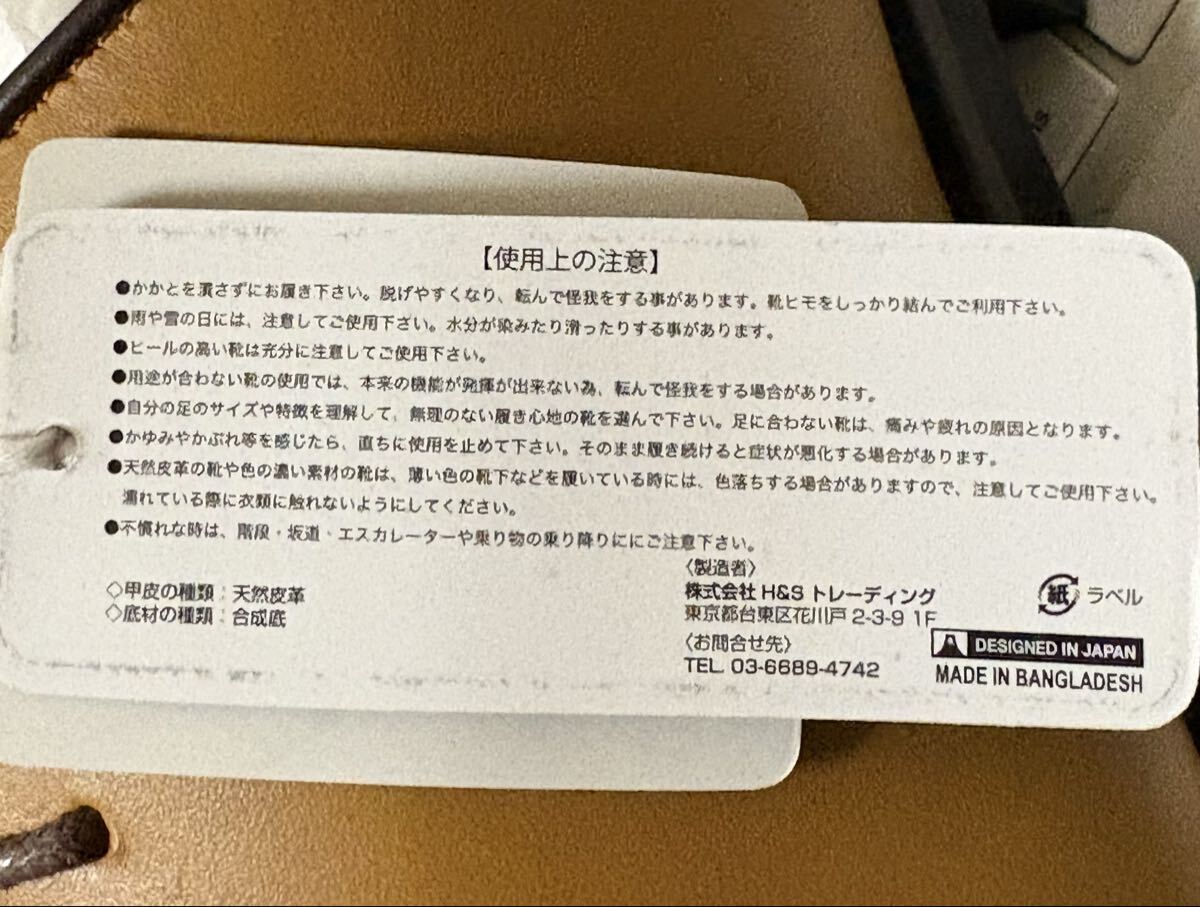 【使用上の注意】
●かかとを潰さずにお履き下さい。脱げやすくなり、転んで怪我をする事があります。靴ヒモをしっかり結んでご利用下さい。
●雨や雪の日には、注意してご使用下ざい。水分が染みたり滑ったりする事があります。
●ヒールの高い靴は充分に注意してご使用下さい。
●用途が合わない靴の使用では、本来の機能が発揮が出来ない為、転んで怪我をする場合があります。
●自分の足のサイズや特徴を理解して、無理のない履き心地の靴を選んで下さい。足に合わない靴は、痛みや疲れの原因となります。
●かゆみやかぶれ等を感じたら、直ちに使用を止めて下さい。そのまま履き続けると症状が悪化する場合があります。
●天然皮革の靴や色の濃い素材の靴は、薄い色の靴下などを履いている時には、色落ちする場合がありますので、注意してご使用下さい。
濡れている際に衣類に触れないようにしてください。
●不慣れな時は、階段・坂道・エスカレーターや乗り物の乗り降りににご注意下さい。
◇甲皮の種類：天然皮革
◇底材の種類：合成底
〈製造者〉
株式会社 H&S トレーディング
東京都台東区花川戸 2-3-9 1F
〈お問合せ先〉
TEL. 03-6689-4742
紙 ラベル
DESIGNED IN JAPAN
MADE IN BANGLADESH